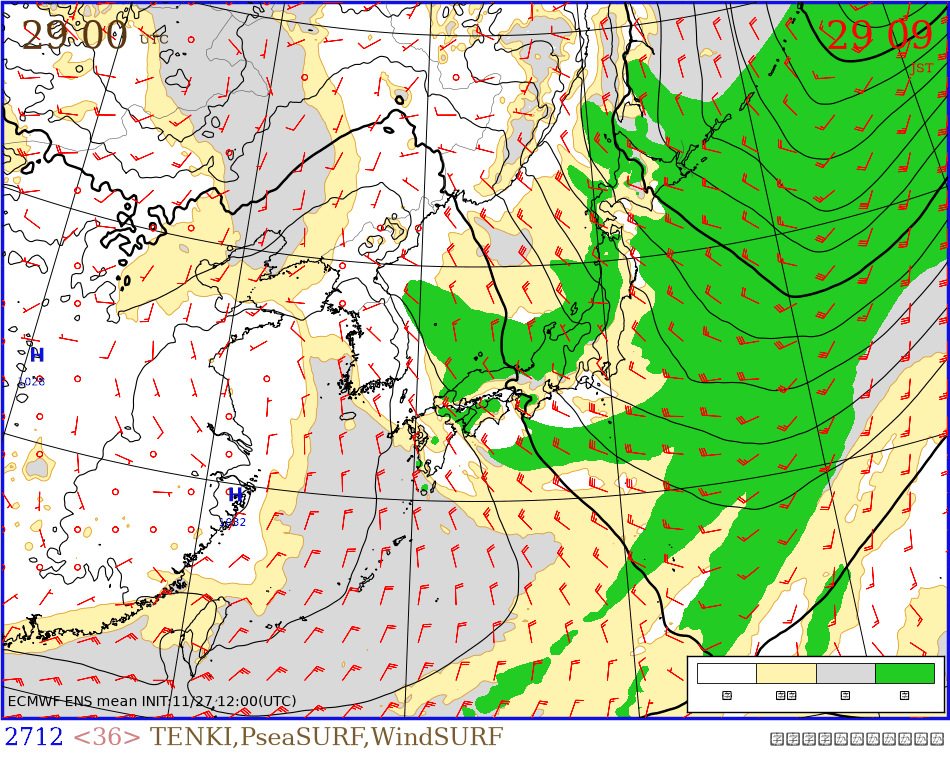 29 00 UTC
29 09
JST
H
1028
H
1032
ECMWF ENS mean INIT:11/27 12:00(UTC)
2712 <36> TENKI,PseaSURF,WindSURF